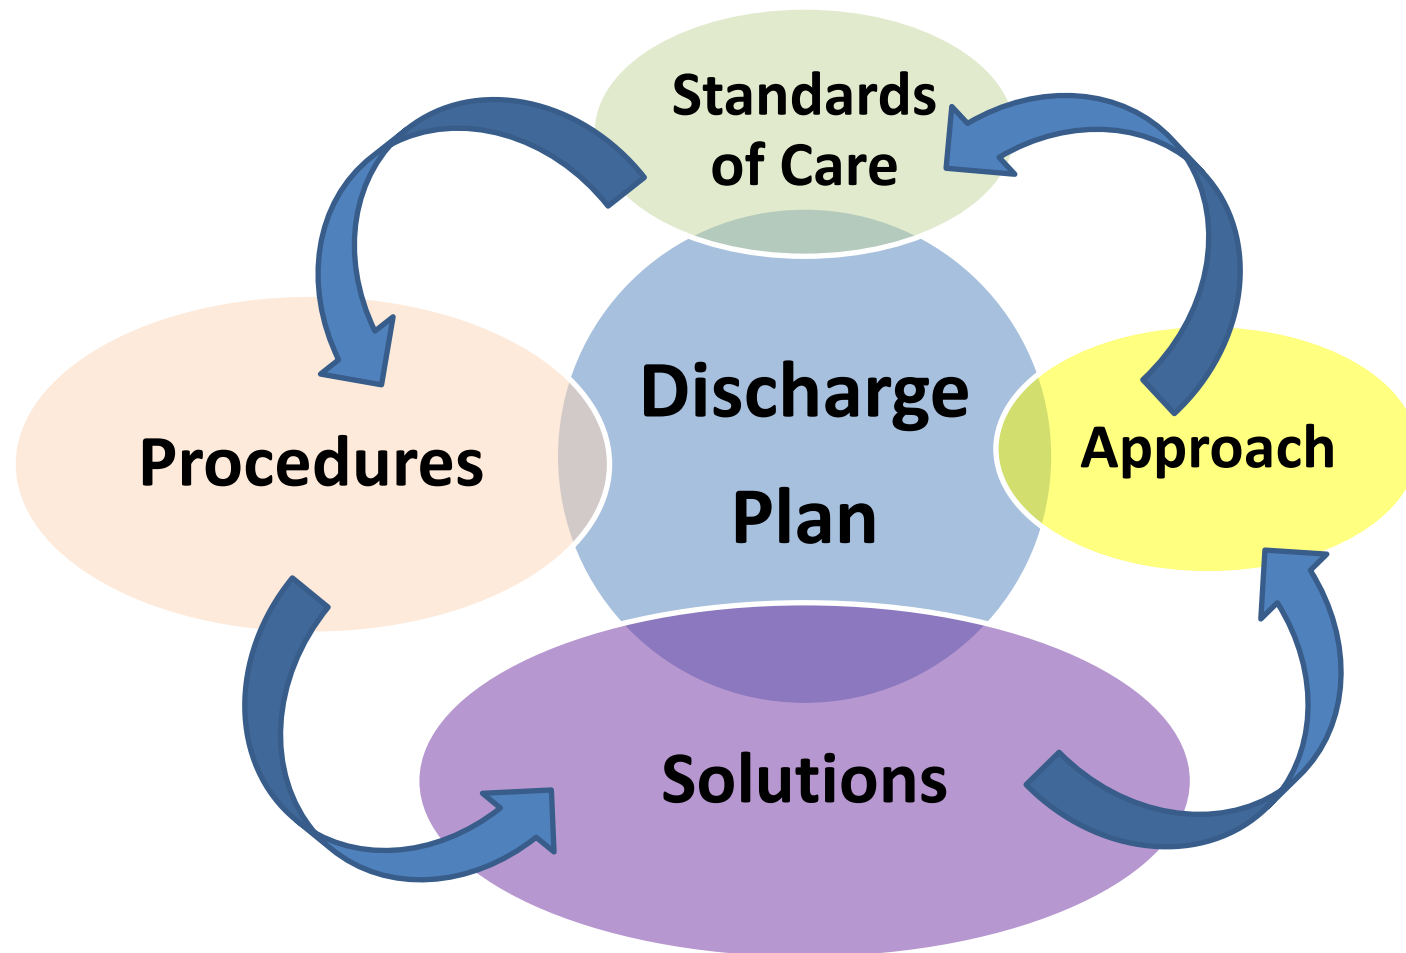 Standards
of Care
Discharge
Plan
Procedures
Approach
Solutions